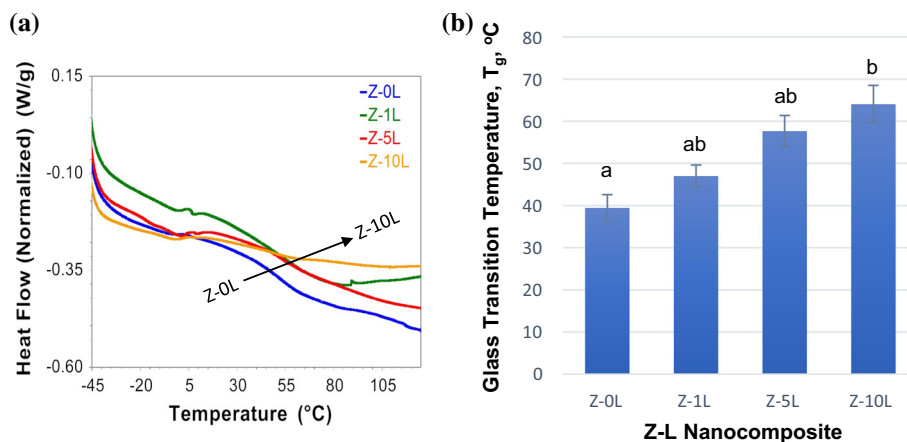 (a)
Heat Flow (Normalized) (W/g)
0.15
-0.10
-0.35
-0.60
Z-0L
Z-1L
Z-5L
Z-10L
Z-0L
Z-10L
-45 -20 5 30 55 80 105
Temperature (°C)
(b)
Glass Transition Temperature, Tg, °C
80
70
60
50
40
30
20
10
0
a
ab
ab
b
Z-0L Z-1L Z-5L Z-10L
Z-L Nanocomposite